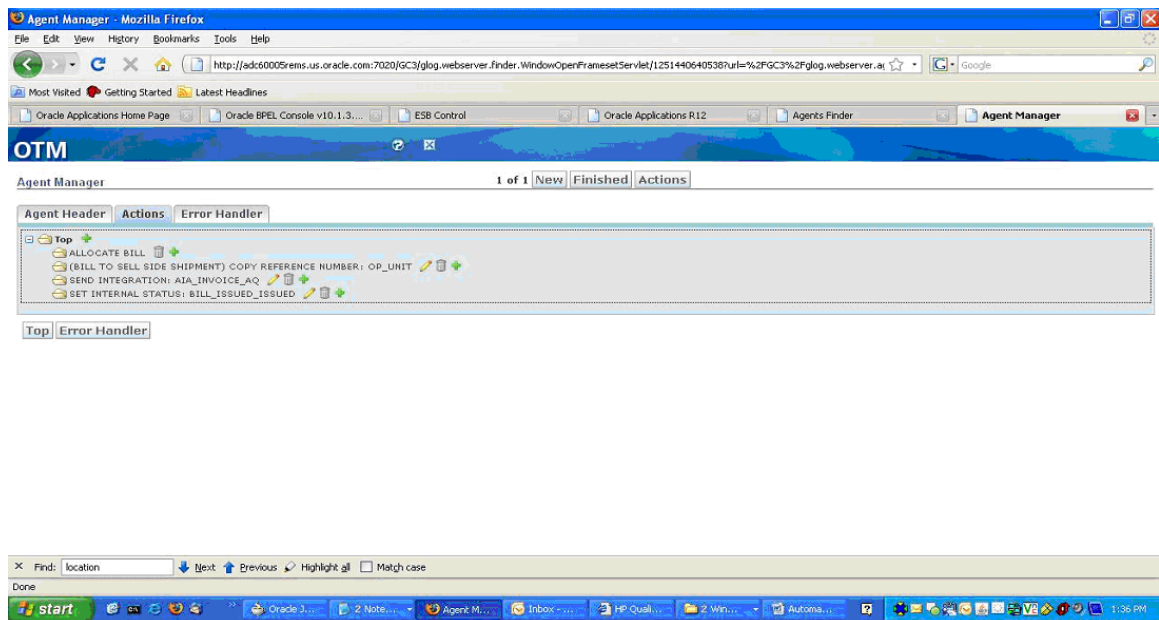 Agent Manager - Mozilla Firefox
File Edit View History Bookmarks Tools Help
http://adc60005rems.us.oracle.com:7020/GC3/glog.webserver.finder.WindowOpenFramesetServlet/1251440640538?url=%2FGC3%2Fglog.webserver.ag G Google
Most Visited Getting Started Latest Headlines
Oracle Applications Home Page Oracle BPEL Console v10.1.3.... ESB Control Oracle Applications R12 Agents Finder Agent Manager
OTM
Agent Manager 1 of 1 New Finished Actions
Agent Header Actions Error Handler
Top
ALLOCATE BILL
(BILL TO SELL SIDE SHIPMENT) COPY REFERENCE NUMBER: OP_UNIT
SEND INTEGRATION: AIA_INVOICE_AQ
SET INTERNAL STATUS: BILL_ISSUED_ISSUED
Top Error Handler
Find: location Next Previous Highlight all Match case
Done
start Oracle J... 2 Note... Agent M... Inbox - ... HP Quali... 2 Win... Automa... 1:36 PM